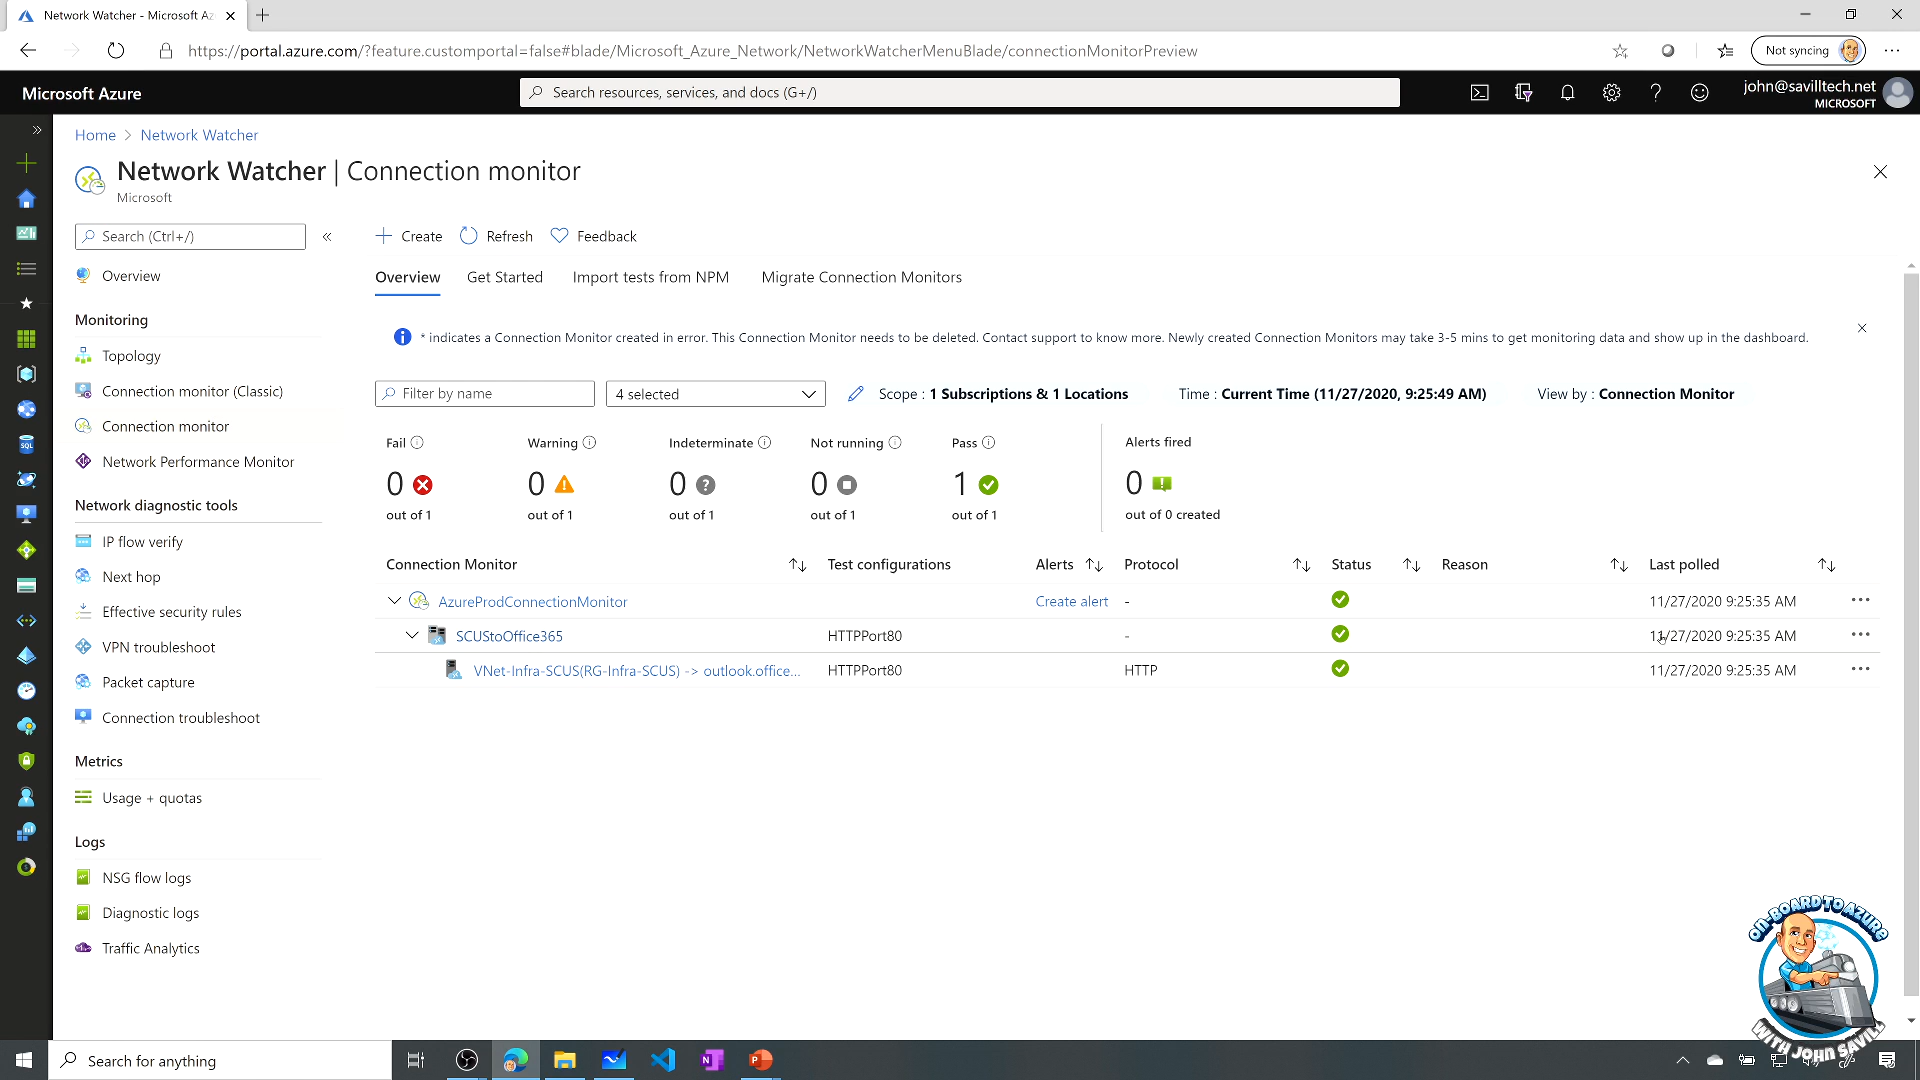 Network Watcher - Microsoft Az
https://portal.azure.com/?feature.customportal=false#blade/Microsoft_Azure_Network/NetworkWatcherMenuBlade/connectionMonitorPreview
Not syncing
Microsoft Azure
Search resources, services, and docs (G+/)
john@savilltech.net
MICROSOFT
Home > Network Watcher
Network Watcher | Connection monitor
Microsoft
Search (Ctrl+/)
Create
Refresh
Feedback
Overview
Monitoring
Topology
Connection monitor (Classic)
Connection monitor
Network Performance Monitor
Network diagnostic tools
IP flow verify
Next hop
Effective security rules
VPN troubleshoot
Packet capture
Connection troubleshoot
Metrics
Usage + quotas
Logs
NSG flow logs
Diagnostic logs
Traffic Analytics
Overview
Get Started
Import tests from NPM
Migrate Connection Monitors
* indicates a Connection Monitor created in error. This Connection Monitor needs to be deleted. Contact support to know more. Newly created Connection Monitors may take 3-5 mins to get monitoring data and show up in the dashboard.
Filter by name
4 selected
Scope : 1 Subscriptions & 1 Locations
Time : Current Time (11/27/2020, 9:25:49 AM)
View by : Connection Monitor
Fail
0
out of 1
Warning
0
out of 1
Indeterminate
0
out of 1
Not running
0
out of 1
Pass
1
out of 1
Alerts fired
0
out of 0 created
Connection Monitor Test configurations Alerts Protocol Status Reason Last polled
AzureProdConnectionMonitor Create alert - 11/27/2020 9:25:35 AM
SCUStoOffice365 HTTPPort80 - 11/27/2020 9:25:35 AM
VNet-Infra-SCUS(RG-Infra-SCUS) -> outlook.office... HTTPPort80 HTTP 11/27/2020 9:25:35 AM
ON-BOARD TO AZURE
WITH JOHN SAVILL
Search for anything